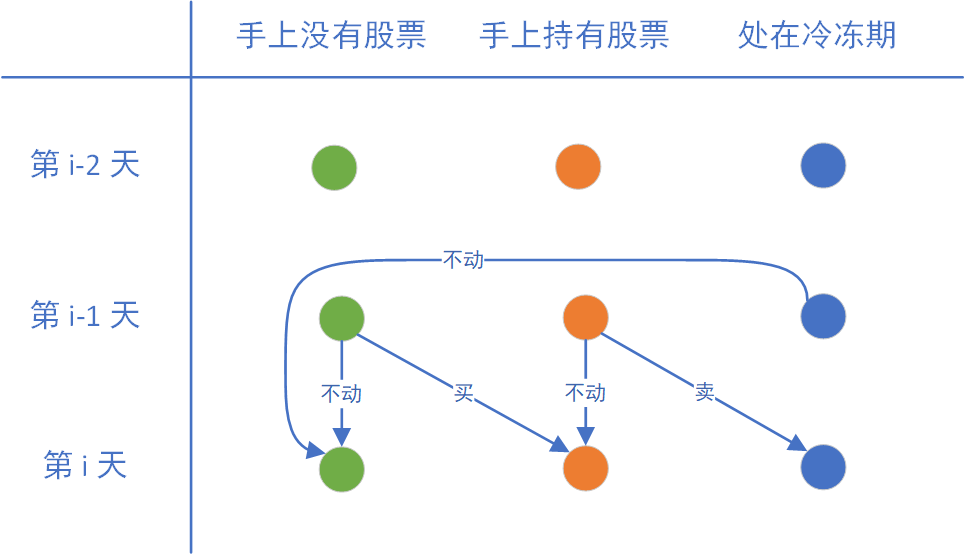 手上没有股票 手上持有股票 处在冷冻期
第 i-2 天
不动
第 i-1 天
不动 买 不动 卖
第 i 天